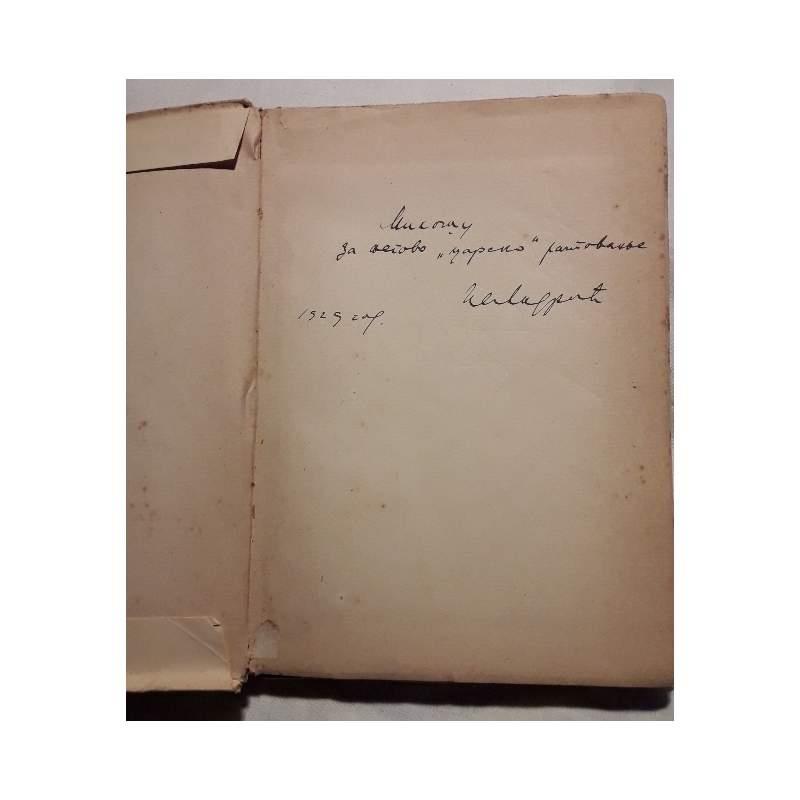 Милошу
за његово „царско" ратовање
1929 год.